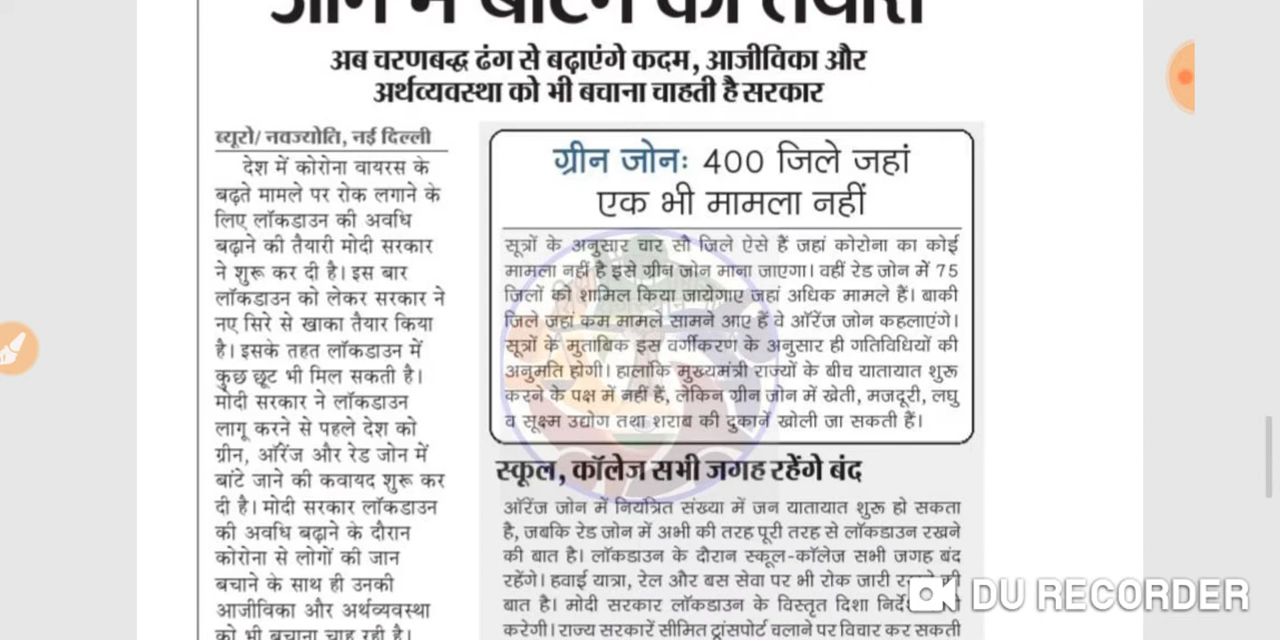 अब चरणबद्ध ढंग से बढ़ाएंगे कदम, आजीविका और
अर्थव्यवस्था को भी बचाना चाहती है सरकार
ब्यूरो/ नवज्योति, नई दिल्ली
देश में कोरोना वायरस के
बढ़ते मामले पर रोक लगाने के
लिए लॉकडाउन की अवधि
बढ़ाने की तैयारी मोदी सरकार
ने शुरू कर दी है। इस बार
लॉकडाउन को लेकर सरकार ने
नए सिरे से खाका तैयार किया
है। इसके तहत लॉकडाउन में
कुछ छूट भी मिल सकती है।
मोदी सरकार ने लॉकडाउन
लागू करने से पहले देश को
ग्रीन, ऑरेंज और रेड जोन में
बांटे जाने की कवायद शुरू कर
दी है। मोदी सरकार लॉकडाउन
की अवधि बढ़ाने के दौरान
कोरोना से लोगों की जान
बचाने के साथ ही उनकी
आजीविका और अर्थव्यवस्था
को भी बचाना चाह रही है।
ग्रीन जोनः 400 जिले जहां
एक भी मामला नहीं
सूत्रों के अनुसार चार सौ जिले ऐसे हैं जहां कोरोना का कोई
मामला नहीं है इसे ग्रीन जोन माना जाएगा। वहीं रेड जोन में 75
जिलों को शामिल किया जायेगाए जहां अधिक मामले हैं। बाकी
जिले जहां कम मामले सामने आए हैं वे ऑरेंज जोन कहलाएंगे।
सूत्रों के मुताबिक इस वर्गीकरण के अनुसार ही गतिविधियों की
अनुमति होगी। हालांकि मुख्यमंत्री राज्यों के बीच यातायात शुरू
करने के पक्ष में नहीं हैं, लेकिन ग्रीन जोन में खेती, मजदूरी, लघु
व सूक्ष्म उद्योग तथा शराब की दुकानें खोली जा सकती हैं।
स्कूल, कॉलेज सभी जगह रहेंगे बंद
ऑरेंज जोन में नियंत्रित संख्या में जन यातायात शुरू हो सकता
है, जबकि रेड जोन में अभी की तरह पूरी तरह से लॉकडाउन रखने
की बात है। लॉकडाउन के दौरान स्कूल-कॉलेज सभी जगह बंद
रहेंगे। हवाई यात्रा, रेल और बस सेवा पर भी रोक जारी
बात है। मोदी सरकार लॉकडाउन के विस्तृत दिशा
करेगी। राज्य सरकारें सीमित ट्रांसपोर्ट चलाने पर विचार कर सकती
DU RECORDER